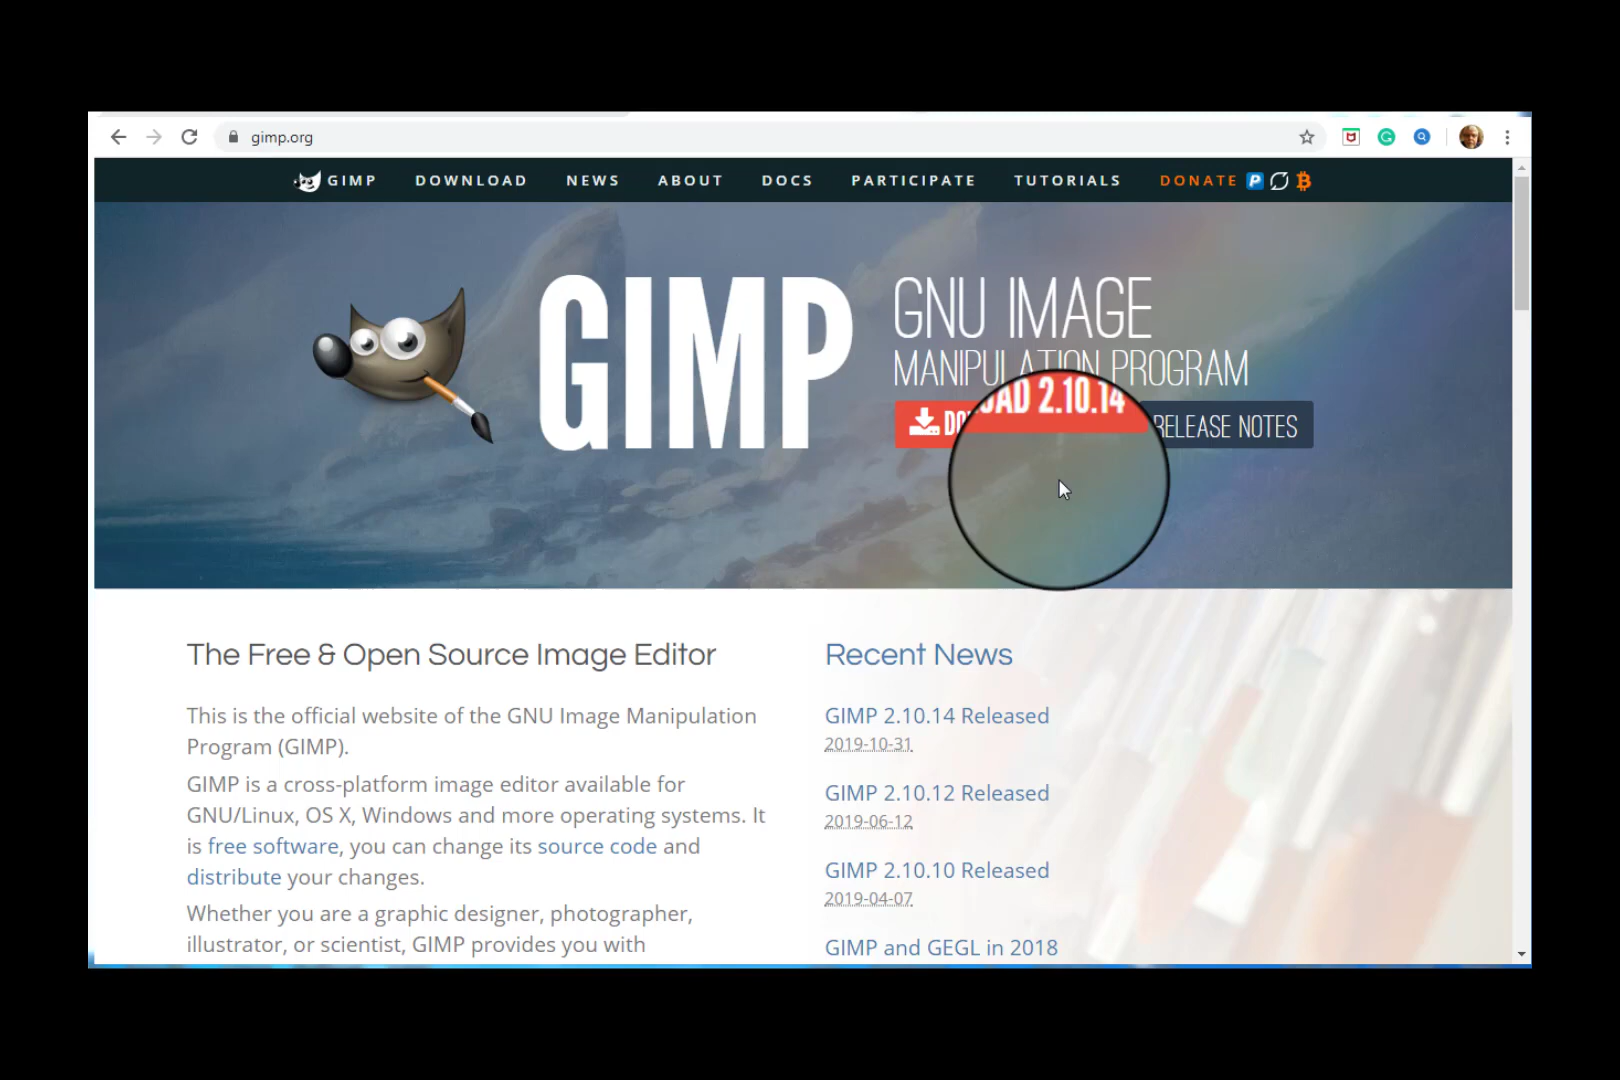 gimp.org
GIMP DOWNLOAD NEWS ABOUT DOCS PARTICIPATE TUTORIALS DONATE
GIMP
GNU IMAGE
MANIPULATION PROGRAM
OAD 2.10.14
RELEASE NOTES
The Free & Open Source Image Editor
This is the official website of the GNU Image Manipulation
Program (GIMP).
GIMP is a cross-platform image editor available for
GNU/Linux, OS X, Windows and more operating systems. It
is free software, you can change its source code and
distribute your changes.
Whether you are a graphic designer, photographer,
illustrator, or scientist, GIMP provides you with
Recent News
GIMP 2.10.14 Released
2019-10-31
GIMP 2.10.12 Released
2019-06-12
GIMP 2.10.10 Released
2019-04-07
GIMP and GEGL in 2018